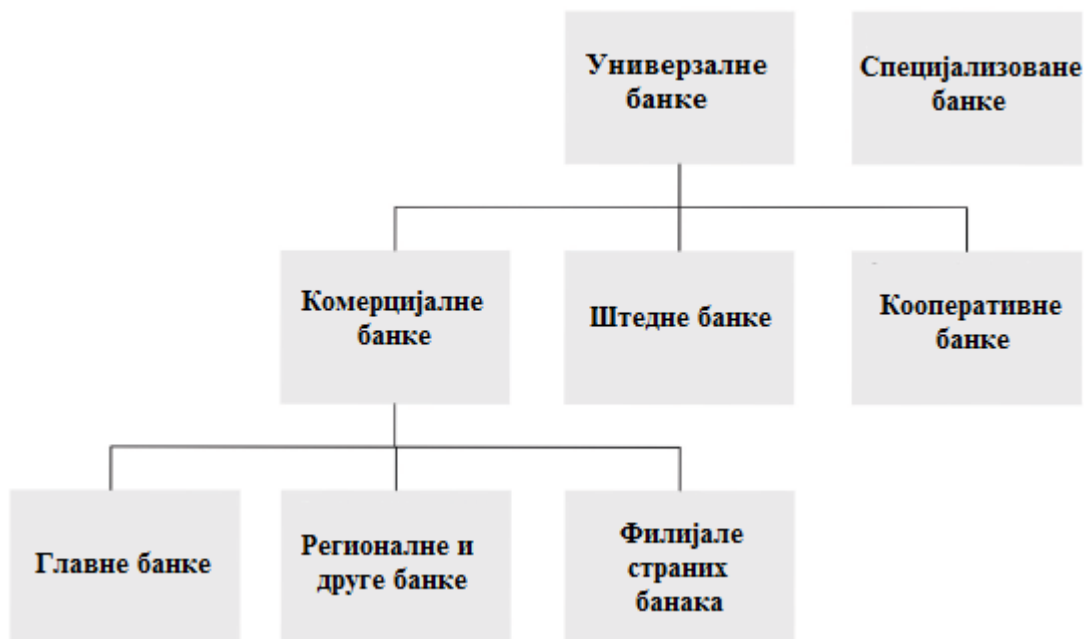 Универзалне
банке
Специјализоване
банке
Комерцијалне
банке
Штедне банке
Кооперативне
банке
Главне банке
Регионалне и
друге банке
Филијале
страних
банака